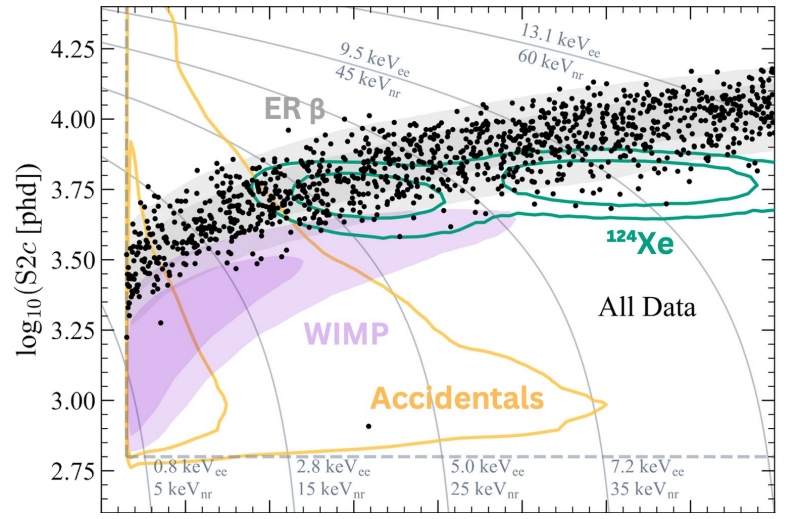 4.25
4.00
3.75
3.50
3.25
3.00
2.75
log₁₀(S2c [phd])
9.5 keVₑₑ
45 keVₙᵣ
13.1 keVₑₑ
60 keVₙᵣ
ER β
¹²⁴Xe
All Data
WIMP
Accidentals
0.8 keVₑₑ
5 keVₙᵣ
2.8 keVₑₑ
15 keVₙᵣ
5.0 keVₑₑ
25 keVₙᵣ
7.2 keVₑₑ
35 keVₙᵣ